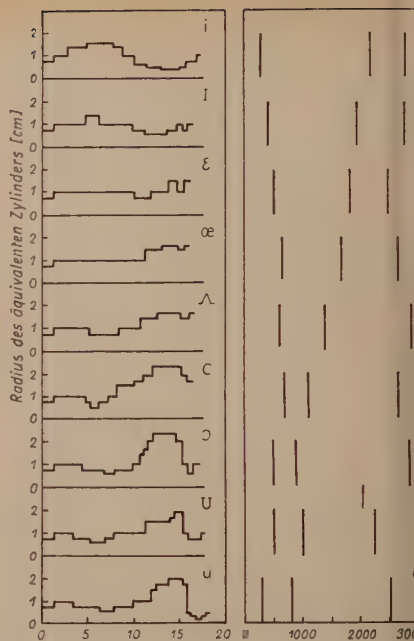 Radius des äquivalenten Zylinders [cm]
2 1 0 i
2 1 0 I
2 1 0 ɛ
2 1 0 æ
2 1 0 Λ
2 1 0
2 1 0 ɔ
2 1 0 U
2 1 0 u
0 5 10 15 20
1000 2000